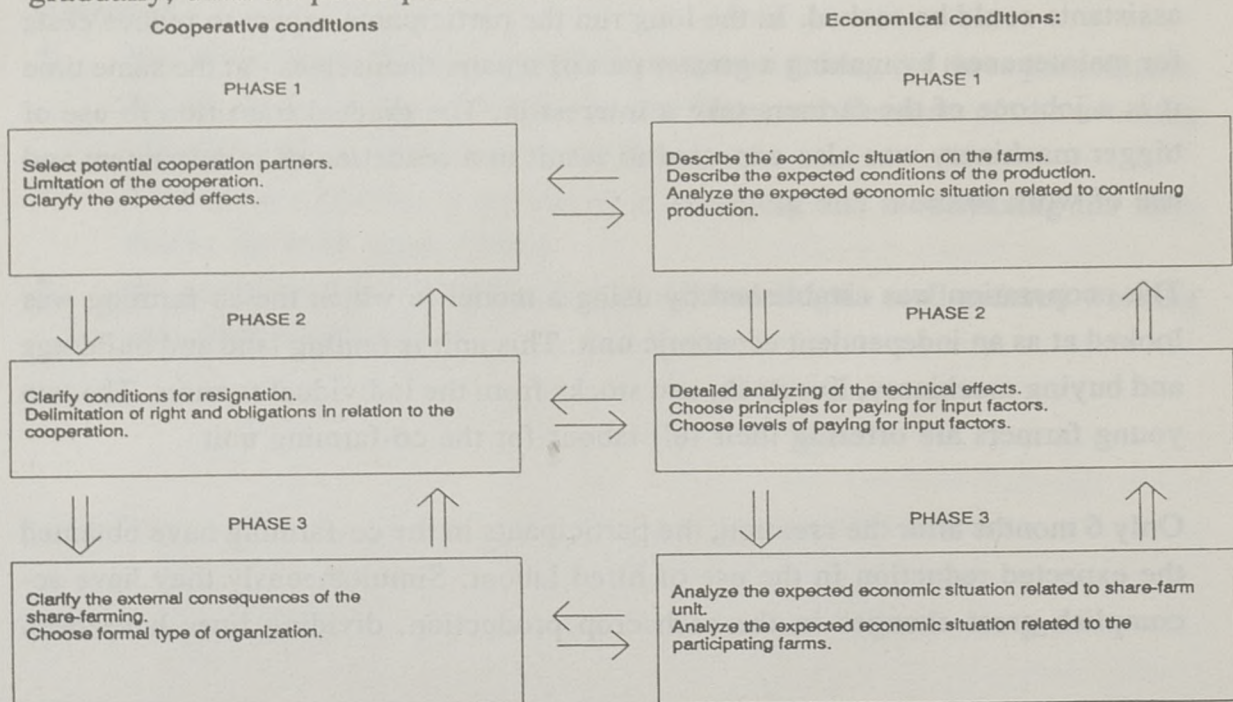 gradually,
Cooperative conditions
Economical conditions:
PHASE 1
PHASE 1
Select potential cooperation partners.
Limitation of the cooperation.
Claryfy the expected effects.
Describe the economic situation on the farms.
Describe the expected conditions of the production.
Analyze the expected economic situation related to continuing
production.
PHASE 2
PHASE 2
Clarify conditions for resignation.
Delimitation of right and obligations in relation to the
cooperation.
Detailed analyzing of the technical effects.
Choose principles for paying for input factors.
Choose levels of paying for input factors.
PHASE 3
PHASE 3
Clarify the external consequences of the
share-farming.
Choose formal type of organization.
Analyze the expected economic situation related to share-farm
unit.
Analyze the expected economic situation related to the
participating farms.